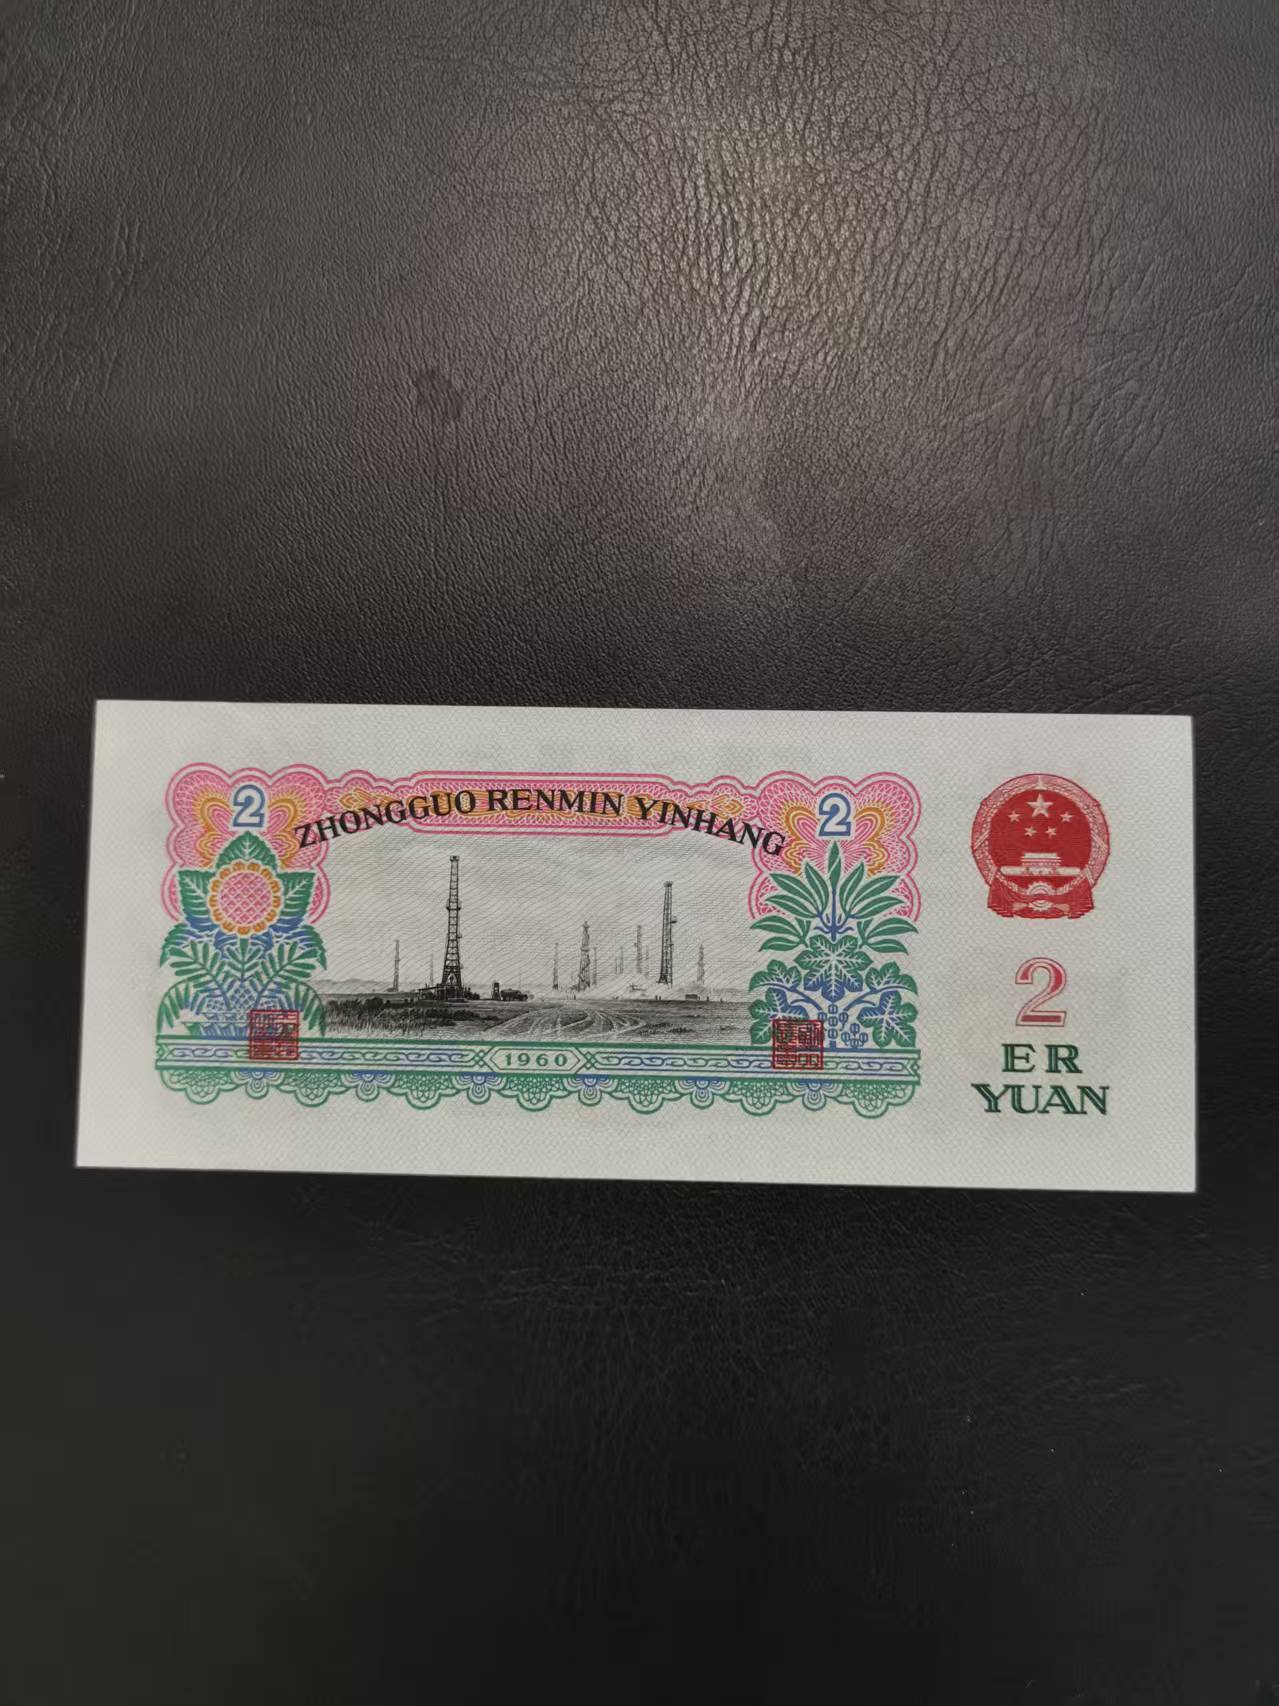 2
ZHONGGUO RENMIN YINHANG
2
1960
2
ER
YUAN